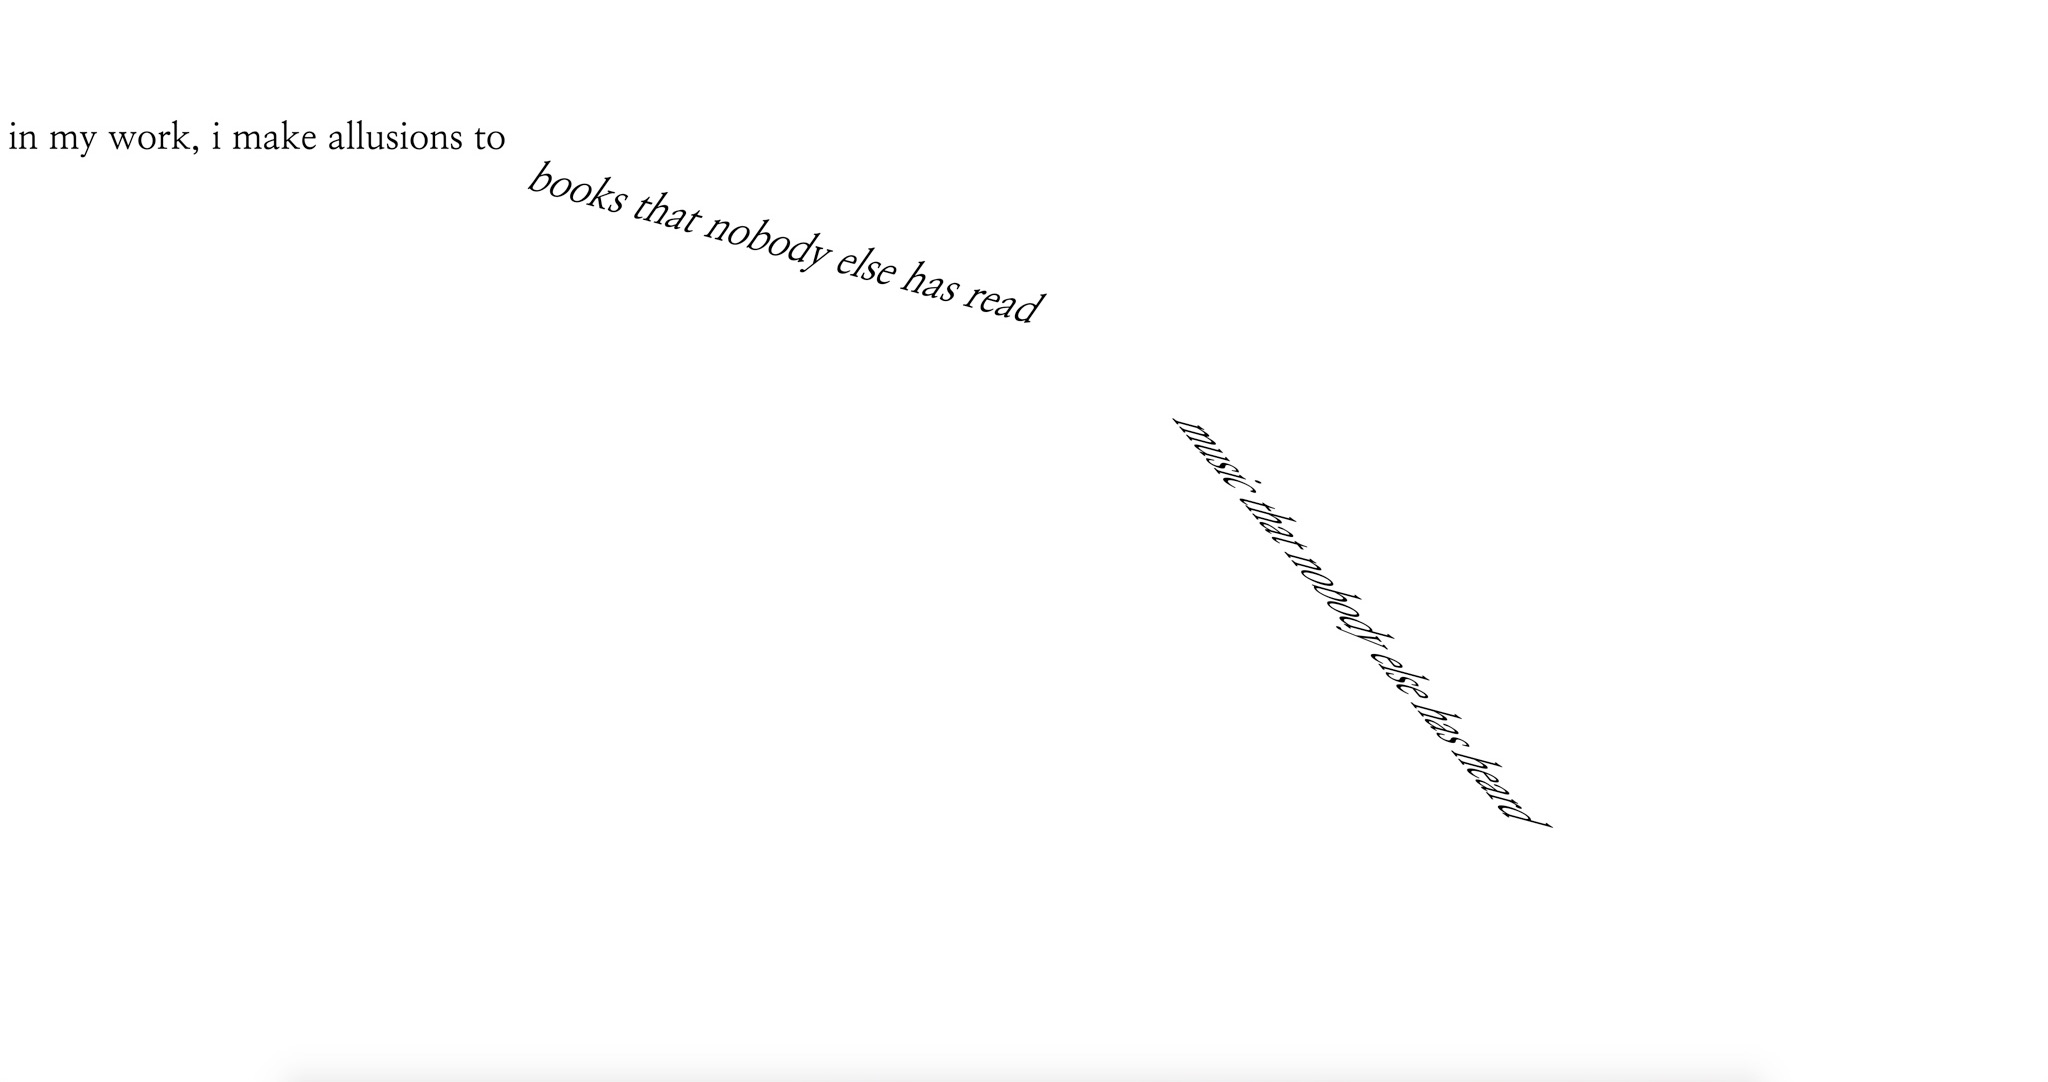 in my work, i make allusions to
books that nobody else has read
music that nobody else has heard